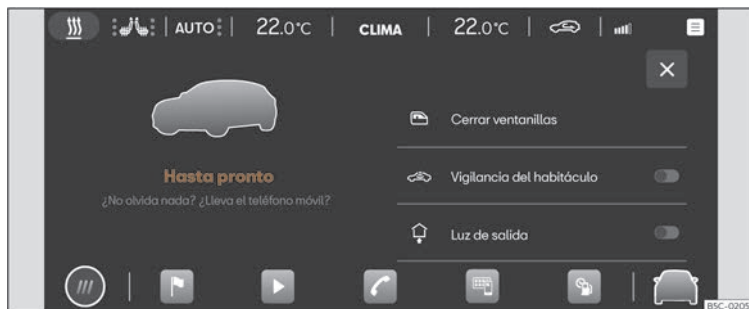 AUTO 22.0°C CLIMA 22.0°C
Cerrar ventanillas
Hasta pronto
Vigilancia del habitáculo
¿No olvida nada? ¿Lleva el teléfono móvil?
Luz de salida
B5C-0205